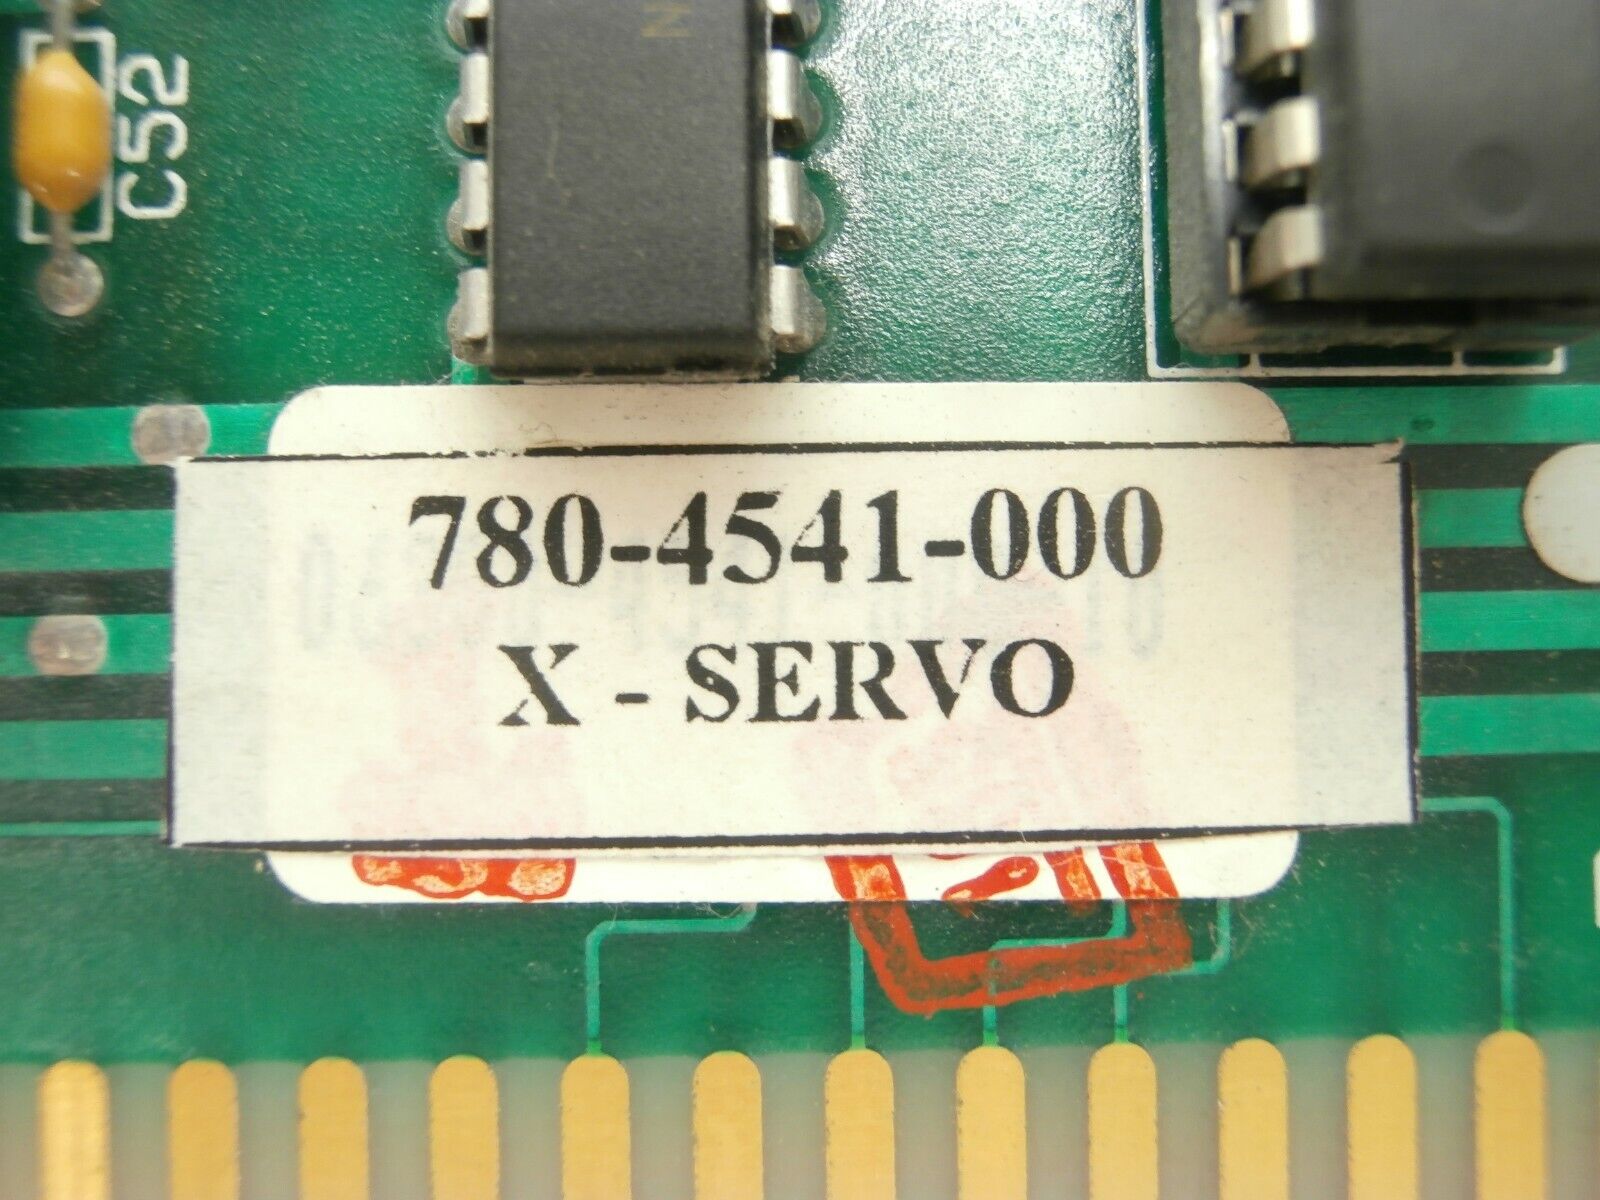 N
C52
780-4541-000
X - SERVO